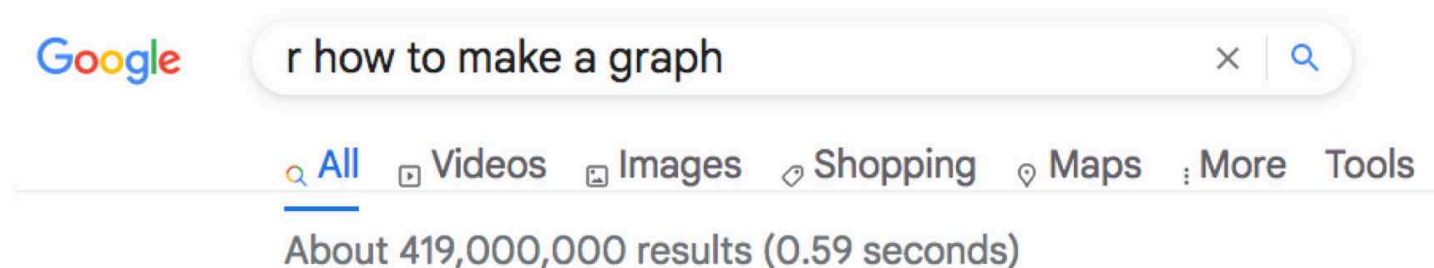 Google r how to make a graph
All Videos Images Shopping Maps More Tools
About 419,000,000 results (0.59 seconds)